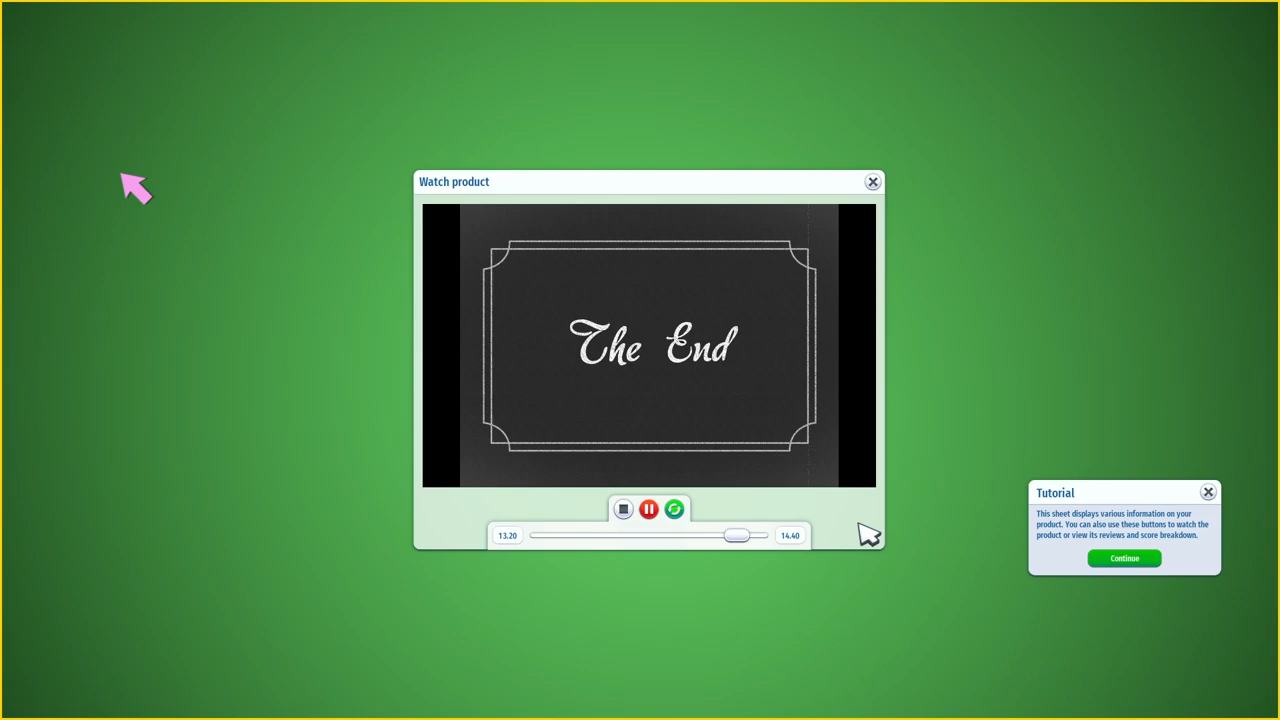 Watch product
The End
13.20
14.40
Tutorial
This sheet displays various information on your
product. You can also use these buttons to watch the
product or view its reviews and score breakdown.
Continue